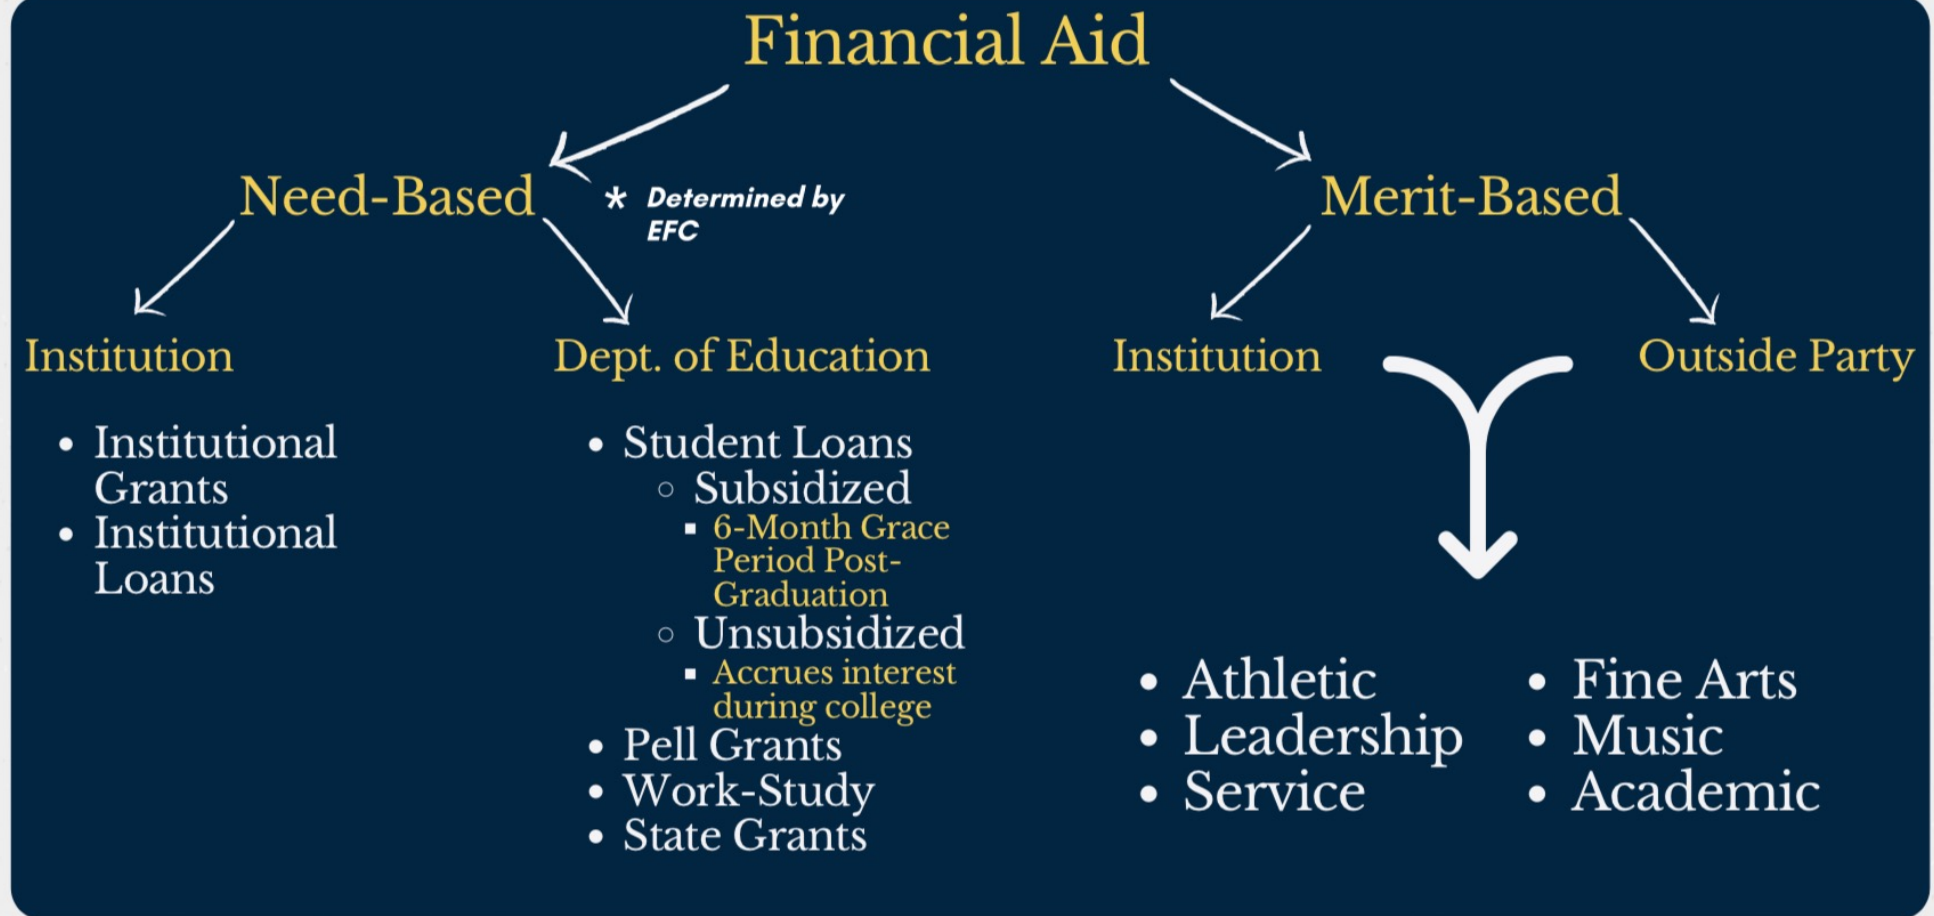 Financial Aid
Need-Based
* Determined by
EFC
Merit-Based
Institution
Dept. of Education
Institution
Outside Party
• Institutional
Grants
• Institutional
Loans
• Student Loans
○ Subsidized
▪ 6-Month Grace
Period Post-
Graduation
○ Unsubsidized
▪ Accrues interest
during college
• Pell Grants
• Work-Study
• State Grants
• Athletic
• Leadership
• Service
• Fine Arts
• Music
• Academic